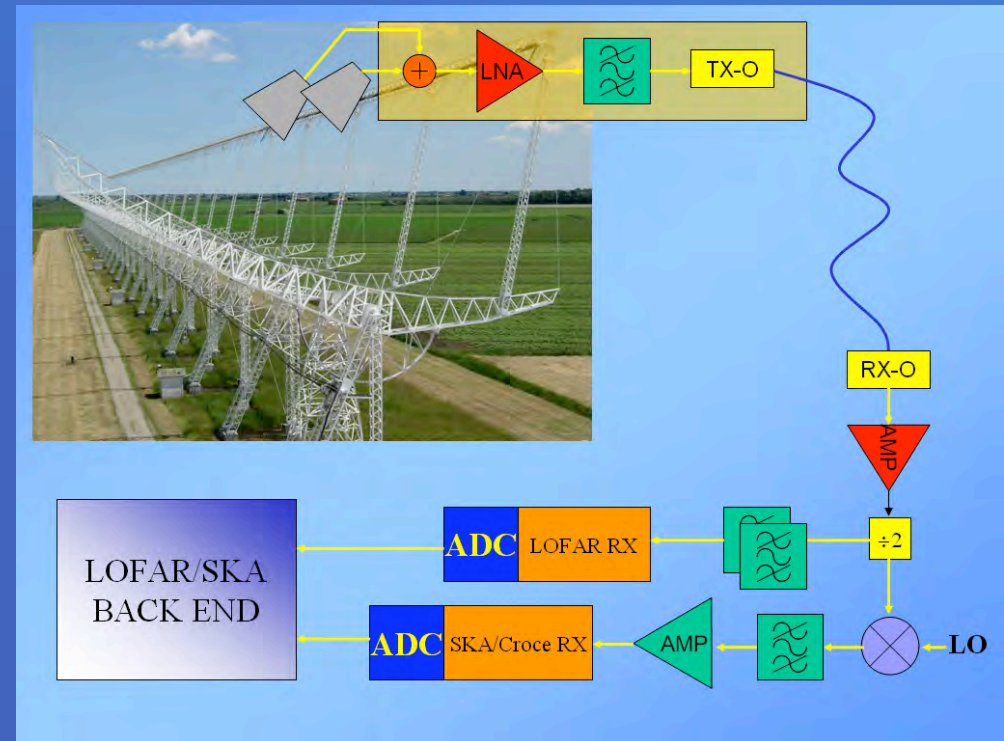 +
LNA
TX-O
RX-O
AMP
÷2
LOFAR RX
ADC
LOFAR/SKA
BACK END
LO
AMP
SKA/Croce RX
ADC